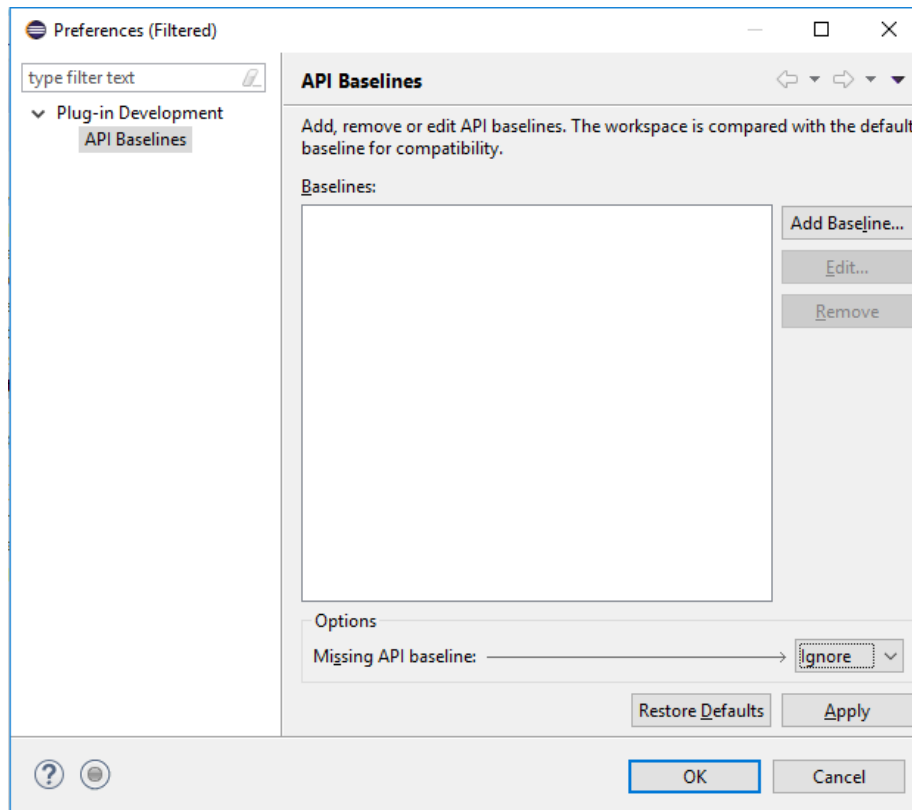 Preferences (Filtered)
type filter text
Plug-in Development
API Baselines
API Baselines
Add, remove or edit API baselines. The workspace is compared with the default
baseline for compatibility.
Baselines:
Add Baseline...
Edit...
Remove
Options
Missing API baseline:
Ignore
Restore Defaults
Apply
?
OK
Cancel